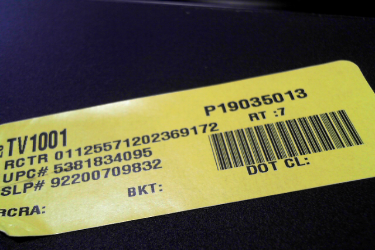 P19035013
TV1001
RT :7
RCTR 01125571202369172
UPC# 5381834095
SLP# 92200709832
DOT CL:
BKT:
RCRA: